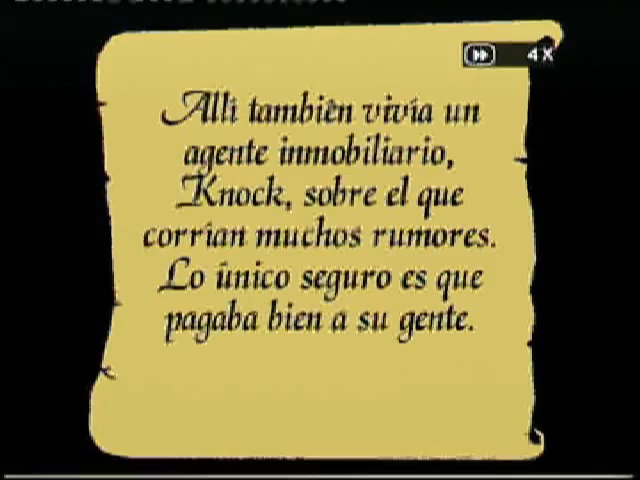 4X
Allí también vivía un
agente inmobiliario,
Knock, sobre el que
corrían muchos rumores.
Lo único seguro es que
pagaba bien a su gente.